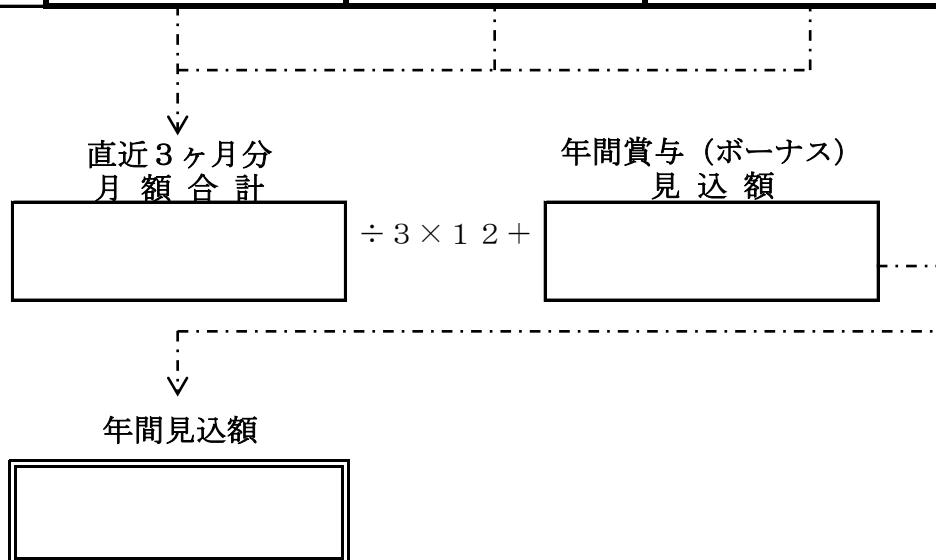 直近３ヶ月分
月額合計
年間賞与（ボーナス）
見込額
÷３×１２＋
年間見込額